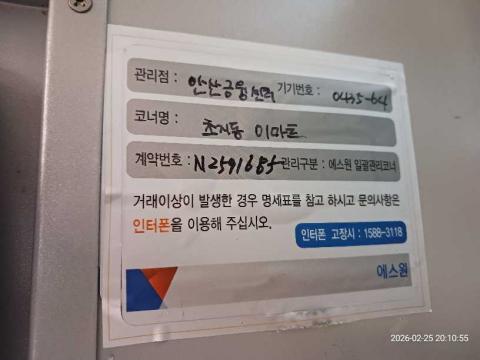 관리점 : 안산금융센터 기기번호 : 0435-64
코너명 : 초지동 이마트
계약번호 : N2591685 관리구분 : 에스원 일괄관리코너
거래이상이 발생한 경우 명세표를 참고 하시고 문의사항은
인터폰을 이용해 주십시오.
인터폰 고장시 : 1588-3118
에스원
2026-02-25 20:10:55